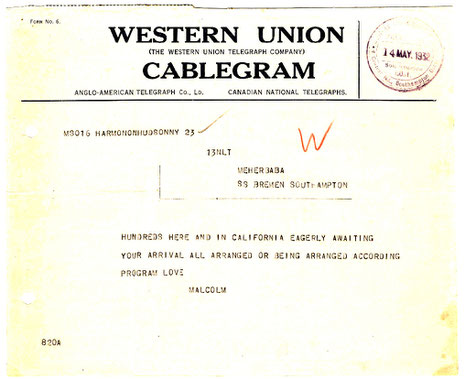 Form No. 6.
WESTERN UNION
(THE WESTERN UNION TELEGRAPH COMPANY)
CABLEGRAM
ANGLO-AMERICAN TELEGRAPH Co., Ld. CANADIAN NATIONAL TELEGRAPHS.
14 MAY. 1932
MS016 HARMONONHUDSONNY 23
W
13NLT
MEHERBABA
SS BREMEN SOUTHAMPTON
HUNDREDS HERE AND IN CALIFORNIA EAGERLY AWAITING
YOUR ARRIVAL ALL ARRANGED OR BEING ARRANGED ACCORDING
PROGRAM LOVE
MALCOLM
820A